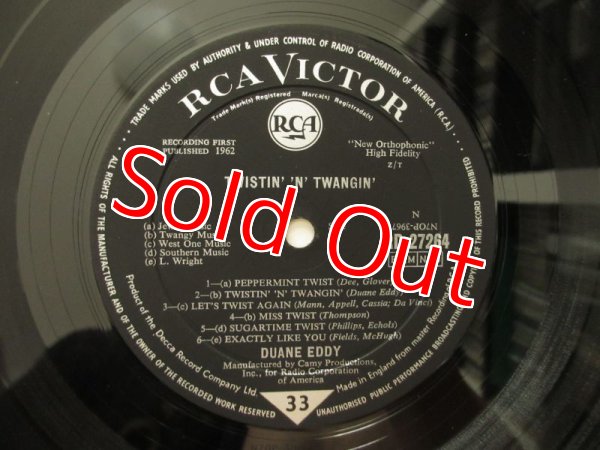 TRADE MARKS USED BY AUTHORITY & UNDER CONTROL OF RADIO CORPORATION OF AMERICA (R.C.A.)
RCA VICTOR
Trade Mark(s) Registered Marca(s) Registrada(s)
RCA
RECORDING FIRST
PUBLISHED 1962
"New Orthophonic"
High Fidelity
Z/T
'N' TWANGIN'
N
Sold Out
27264
(b) Twangy
(c) West One Music
(d) Southern Music
(e) L. Wright
1—(a) PEPPERMINT TWIST (Dee, Glover)
2—(b) TWISTIN' 'N' TWANGIN' (Duane Eddy)
3—(c) LET'S TWIST AGAIN (Mann, Appell, Cassia; Da Vinci)
4—(b) MISS TWIST (Thompson)
5—(d) SUGARTIME TWIST (Phillips, Echols)
6—(e) EXACTLY LIKE YOU (Fields, McHugh)
DUANE EDDY
Manufactured by Camy Productions,
Inc., for Radio Corporation
of America
33
Product of the Decca Record Company Ltd.
Made in England from master Recording
ALL RIGHTS OF THE MANUFACTURER AND OF THE OWNER OF THE RECORDED WORK RESERVED
UNAUTHORISED PUBLIC PERFORMANCE BROADCASTING AND COPYING OF THIS RECORD PROHIBITED